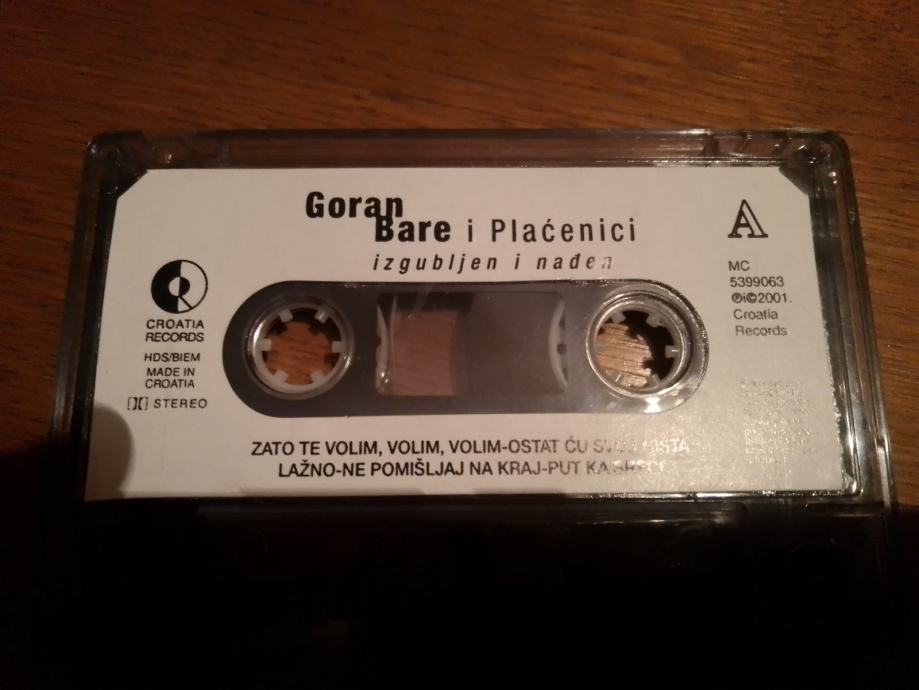 Goran
Bare i Plaćenici
izgubljen i nađen
A
MC
5399063
℗i©2001.
Croatia
Records
CROATIA
RECORDS
HDS/BIEM
MADE IN
CROATIA
STEREO
ZATO TE VOLIM, VOLIM, VOLIM-OSTAT ĆU
LAŽNO-NE POMIŠLJAJ NA KRAJ-PUT KA